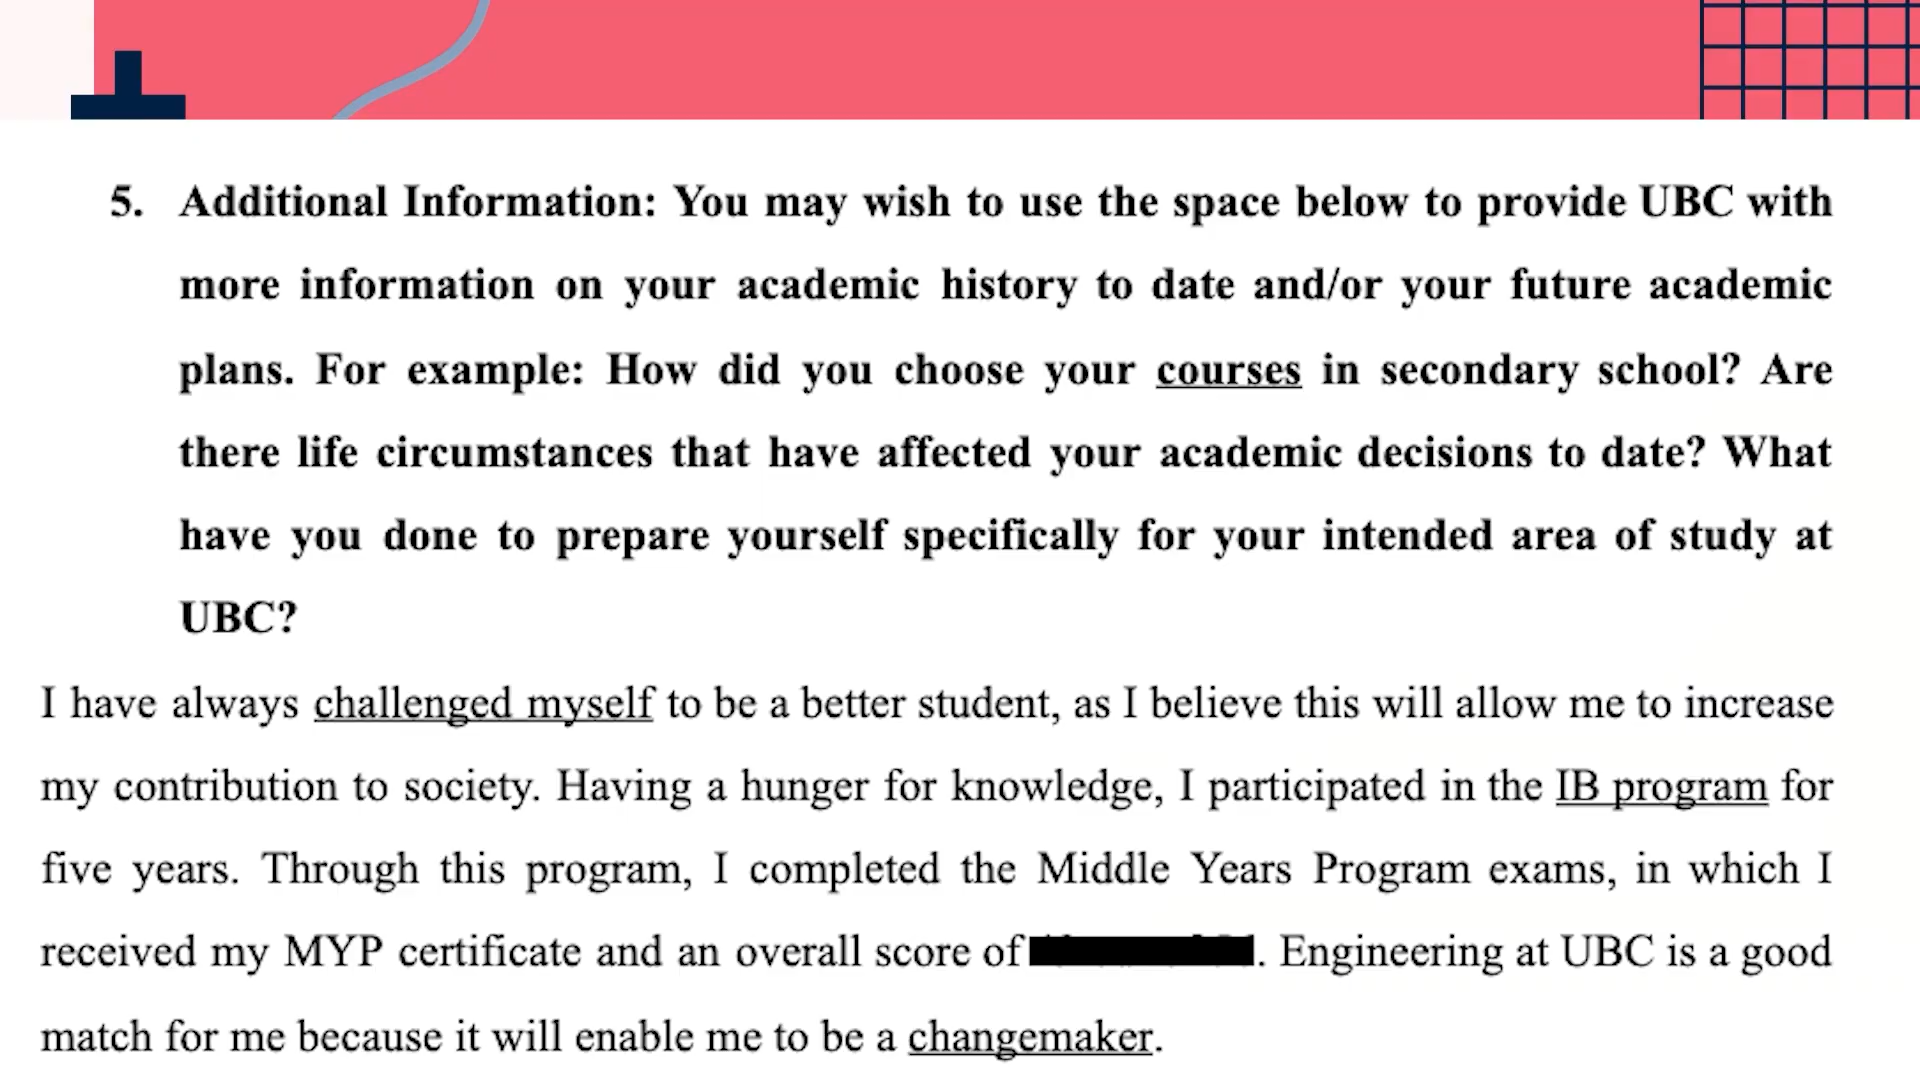 5. Additional Information: You may wish to use the space below to provide UBC with
more information on your academic history to date and/or your future academic
plans. For example: How did you choose your courses in secondary school? Are
there life circumstances that have affected your academic decisions to date? What
have you done to prepare yourself specifically for your intended area of study at
UBC?
I have always challenged myself to be a better student, as I believe this will allow me to increase
my contribution to society. Having a hunger for knowledge, I participated in the IB program for
five years. Through this program, I completed the Middle Years Program exams, in which I
received my MYP certificate and an overall score of . Engineering at UBC is a good
match for me because it will enable me to be a changemaker.